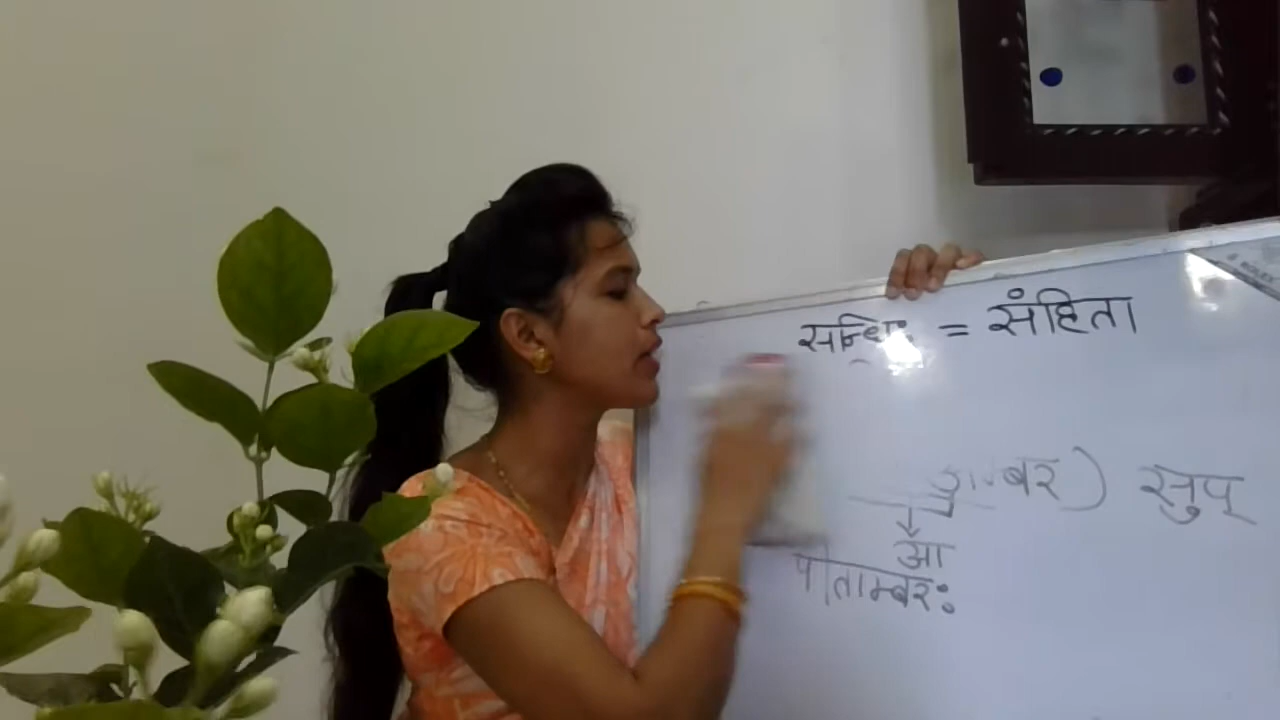 सन्धिः = संहिता
म्बर) सुप्
आ
पीताम्बरः